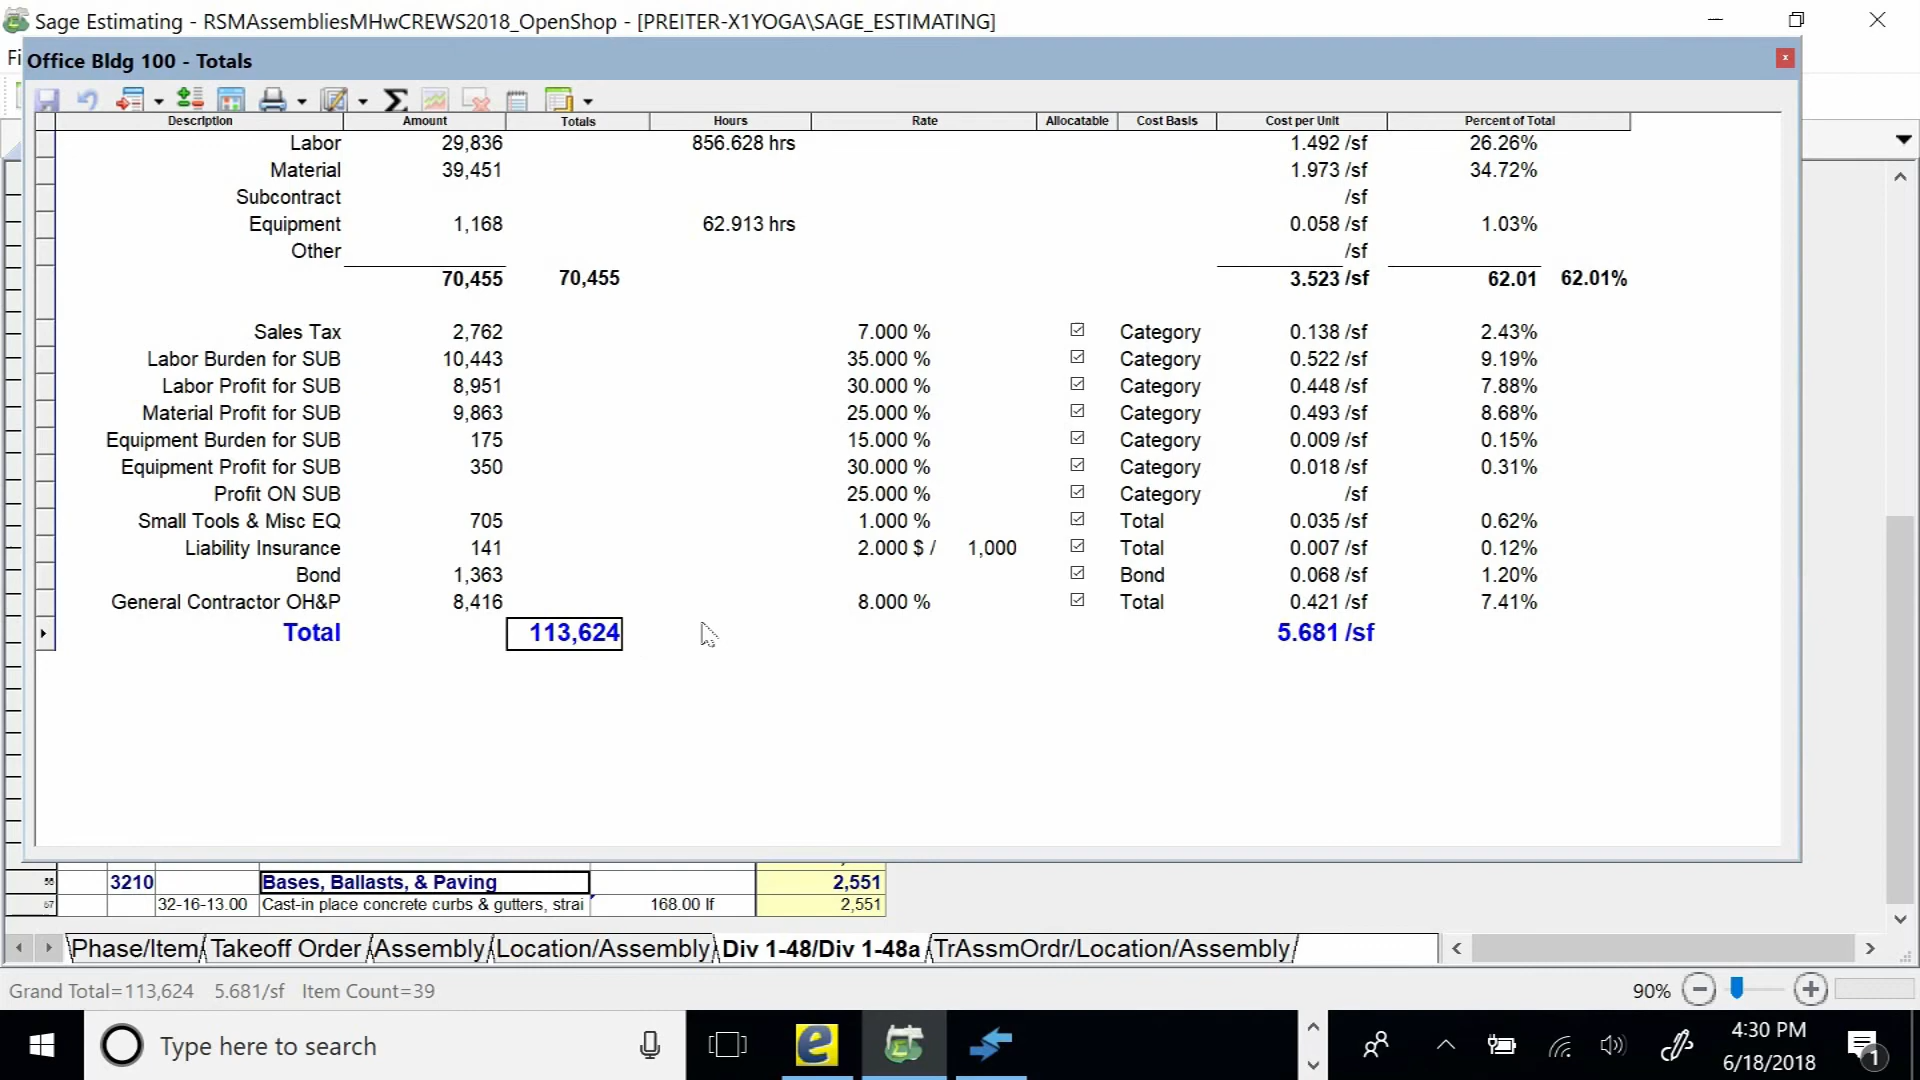 Sage Estimating - RSMAssembliesMHwCREWS2018_OpenShop - [PREITER-X1YOGA\SAGE_ESTIMATING]
Fi
Office Bldg 100 - Totals
Description Amount Totals Hours Rate Allocatable Cost Basis Cost per Unit Percent of Total
Labor 29,836 856.628 hrs 1.492 /sf 26.26%
Material 39,451 1.973 /sf 34.72%
Subcontract /sf
Equipment 1,168 62.913 hrs 0.058 /sf 1.03%
Other /sf
70,455 70,455 3.523 /sf 62.01 62.01%
Sales Tax 2,762 7.000 % Category 0.138 /sf 2.43%
Labor Burden for SUB 10,443 35.000 % Category 0.522 /sf 9.19%
Labor Profit for SUB 8,951 30.000 % Category 0.448 /sf 7.88%
Material Profit for SUB 9,863 25.000 % Category 0.493 /sf 8.68%
Equipment Burden for SUB 175 15.000 % Category 0.009 /sf 0.15%
Equipment Profit for SUB 350 30.000 % Category 0.018 /sf 0.31%
Profit ON SUB 25.000 % Category /sf
Small Tools & Misc EQ 705 1.000 % Total 0.035 /sf 0.62%
Liability Insurance 141 2.000 $ / 1,000 Total 0.007 /sf 0.12%
Bond 1,363 Bond 0.068 /sf 1.20%
General Contractor OH&P 8,416 8.000 % Total 0.421 /sf 7.41%
Total 113,624 5.681 /sf
3210 Bases, Ballasts, & Paving 2,551
67 32-16-13.00 Cast-in place concrete curbs & gutters, strai 168.00 lf 2,551
Phase/Item Takeoff Order Assembly Location/Assembly Div 1-48/Div 1-48a TrAssmOrdr/Location/Assembly
Grand Total=113,624 5.681/sf Item Count=39 90%
Type here to search
4:30 PM
6/18/2018
1